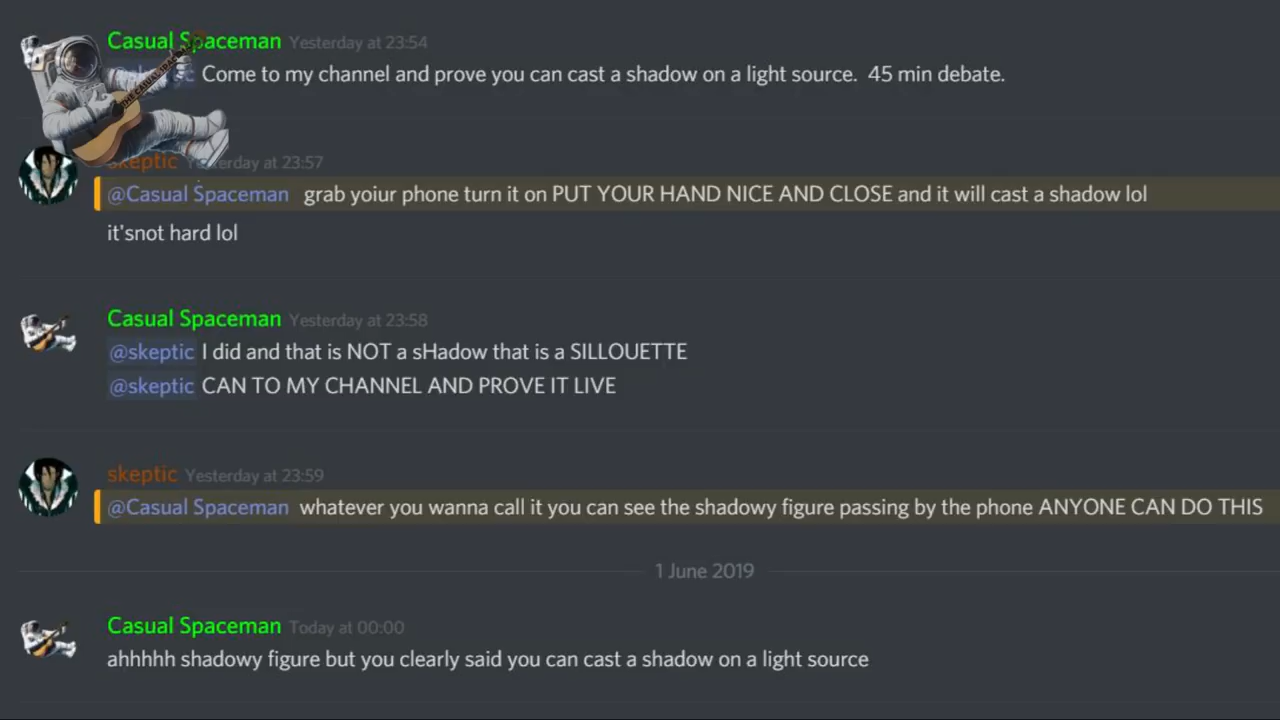 Casual Spaceman Yesterday at 23:54
Come to my channel and prove you can cast a shadow on a light source. 45 min debate.
skeptic Yesterday at 23:57
@Casual Spaceman grab yoiur phone turn it on PUT YOUR HAND NICE AND CLOSE and it will cast a shadow lol
it'snot hard lol
Casual Spaceman Yesterday at 23:58
@skeptic I did and that is NOT a sHadow that is a SILLOUETTE
@skeptic CAN TO MY CHANNEL AND PROVE IT LIVE
skeptic Yesterday at 23:59
@Casual Spaceman whatever you wanna call it you can see the shadowy figure passing by the phone ANYONE CAN DO THIS
1 June 2019
Casual Spaceman Today at 00:00
ahhhhh shadowy figure but you clearly said you can cast a shadow on a light source